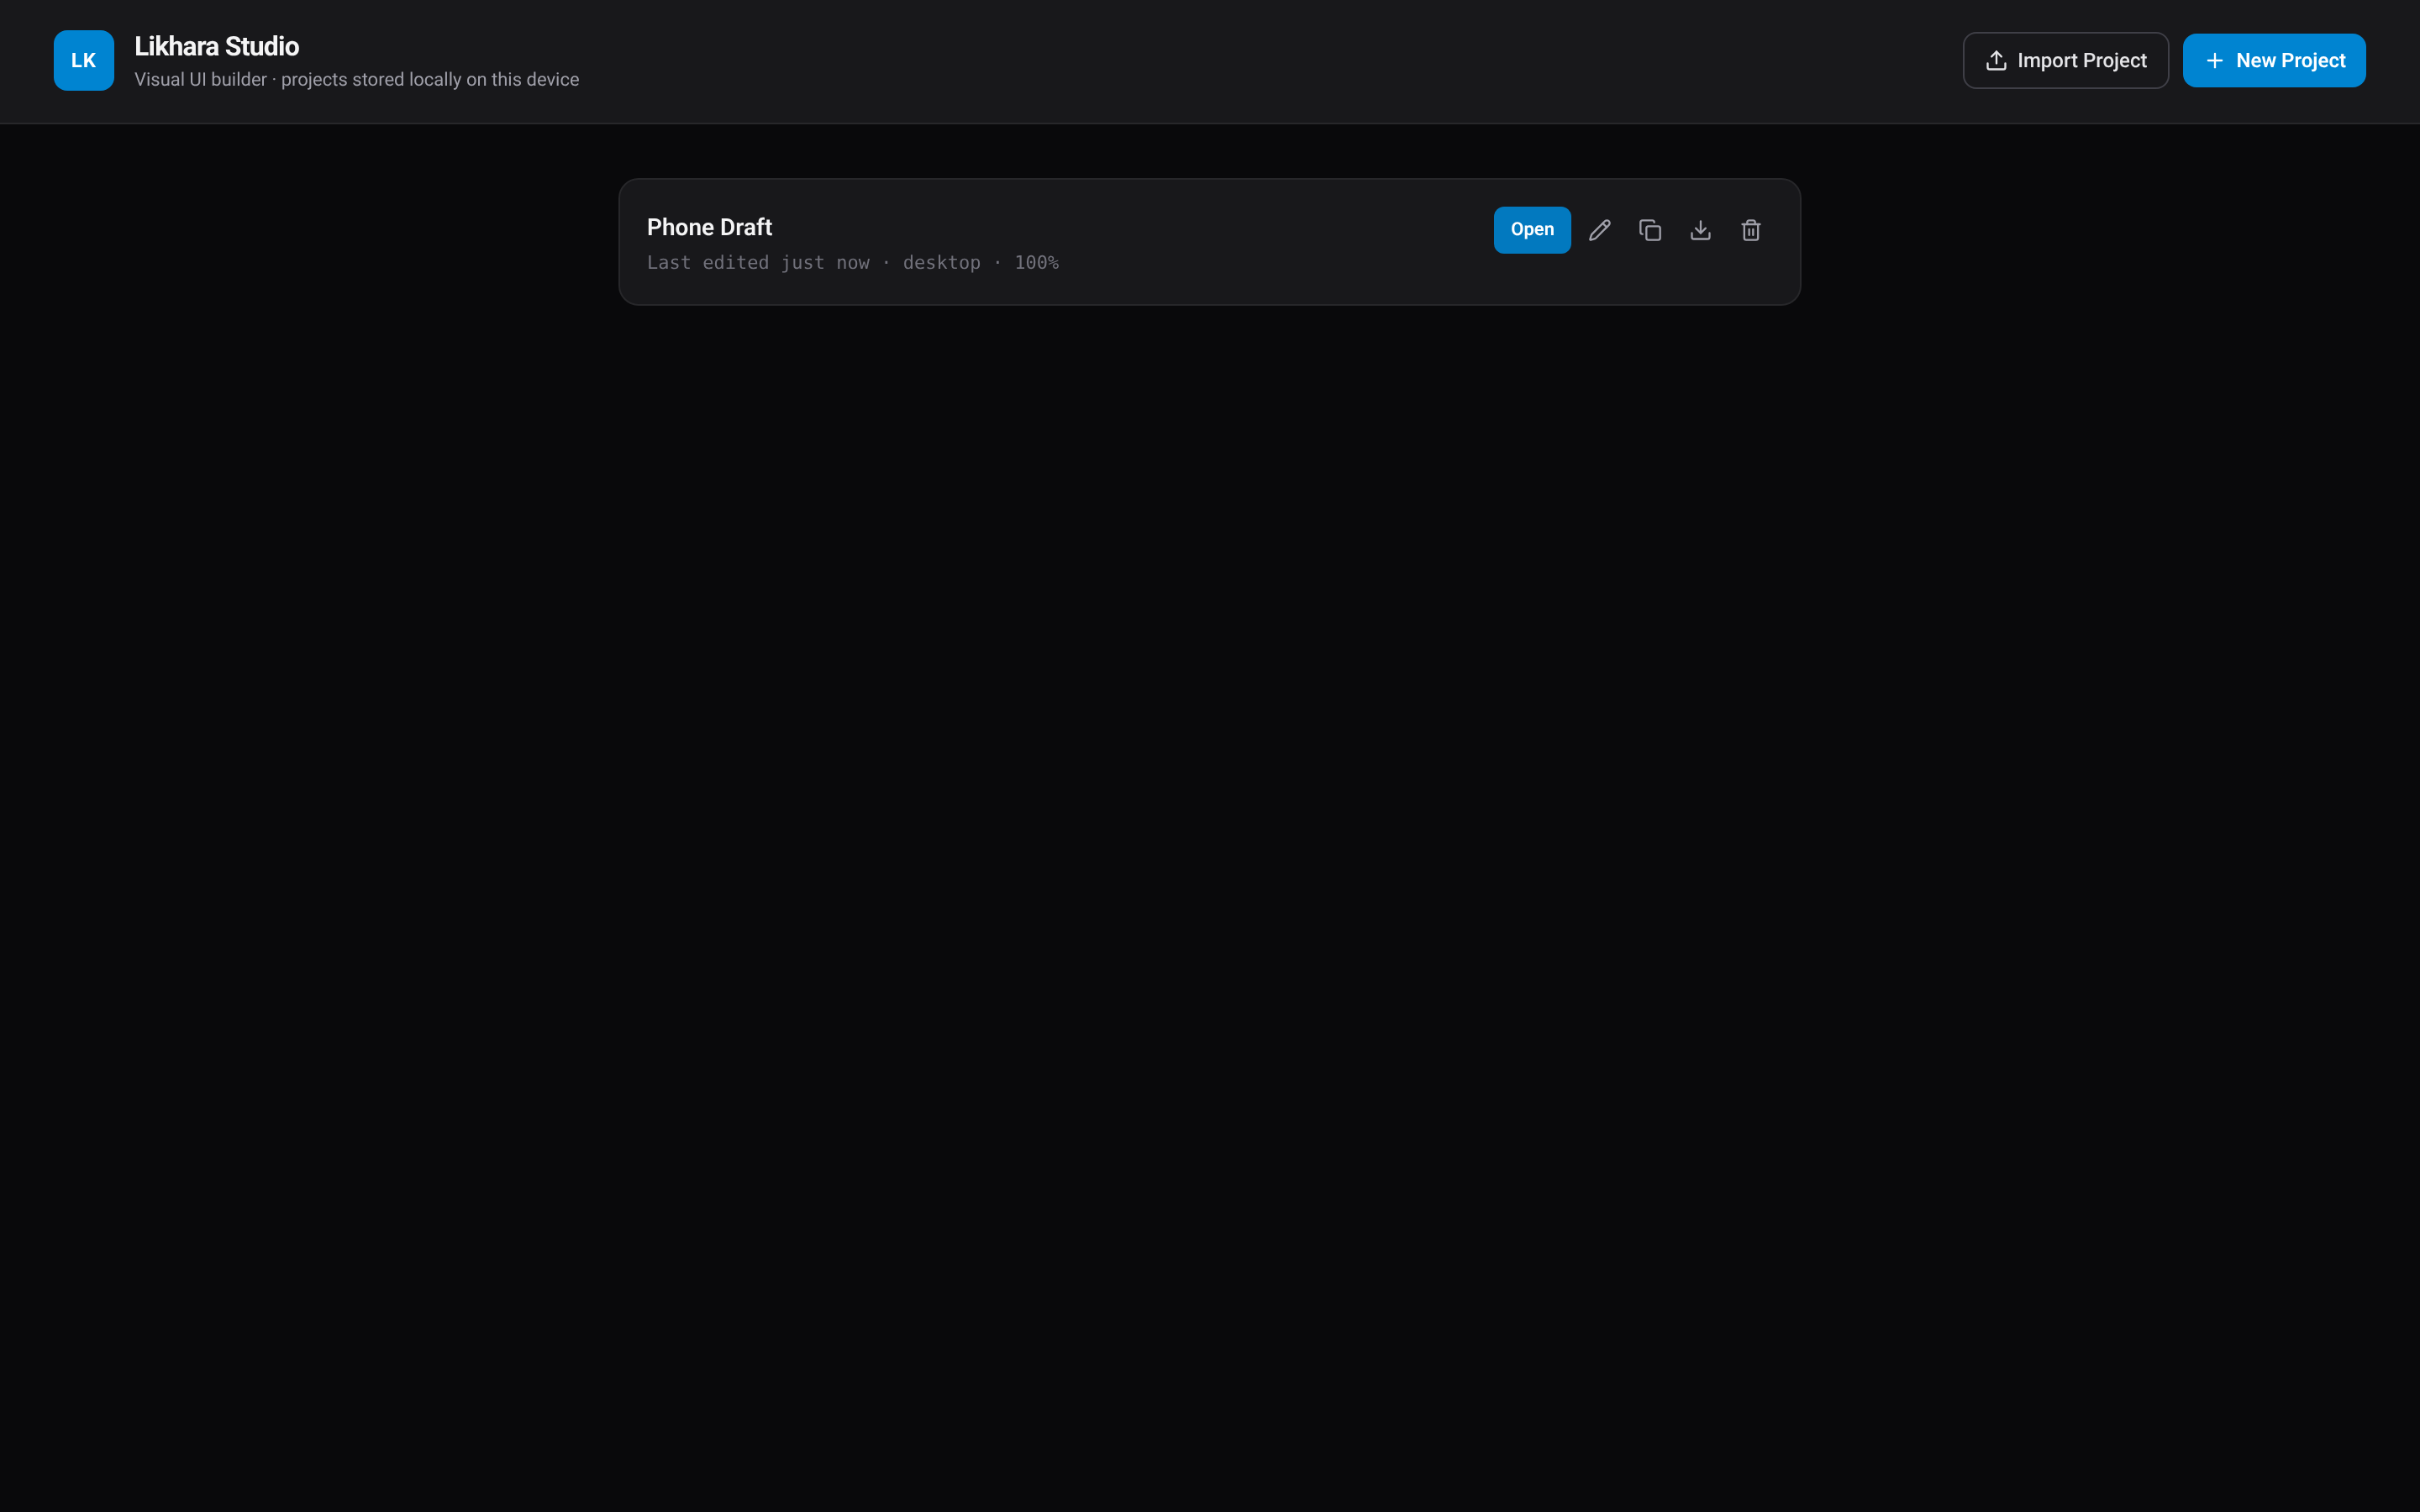 LK
Likhara Studio
Visual UI builder · projects stored locally on this device
Import Project
New Project
Phone Draft
Open
Last edited just now · desktop · 100%